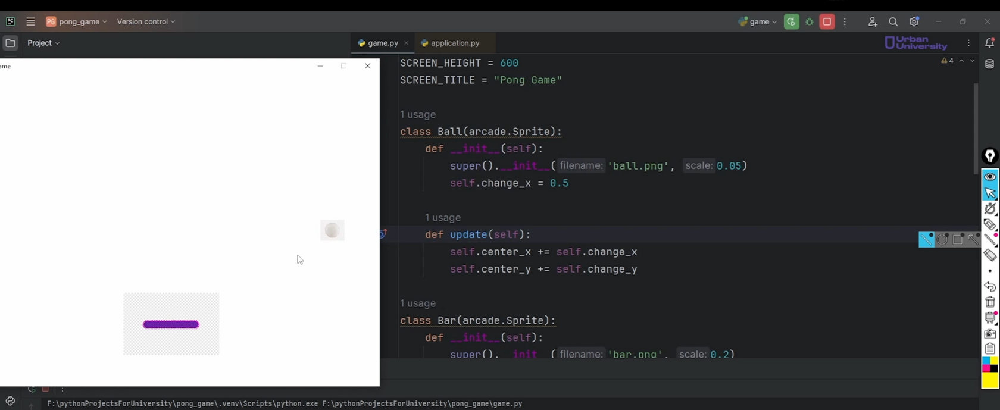 PC
PG pong_game
Version control
game
Project
game.py
application.py
Urban
University
ame
SCREEN_HEIGHT = 600
4
SCREEN_TITLE = "Pong Game"
1 usage
class Ball(arcade.Sprite):
def __init__(self):
super().__init__( filename: 'ball.png', scale: 0.05)
self.change_x = 0.5
1 usage
def update(self):
self.center_x += self.change_x
self.center_y += self.change_y
1 usage
class Bar(arcade.Sprite):
def __init__(self):
super().__init__( filename: 'bar.png', scale: 0.2)
F:\pythonProjectsForUniversity\pong_game\.venv\Scripts\python.exe F:\pythonProjectsForUniversity\pong_game\game.py